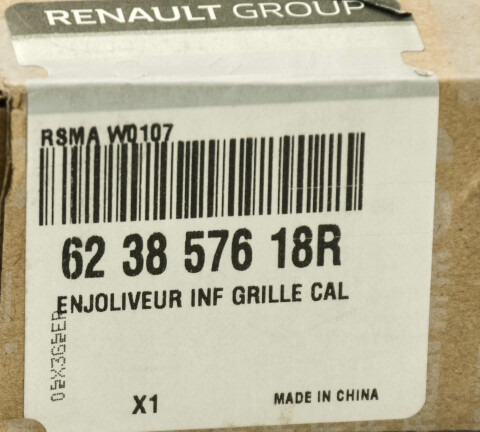 RENAULT GROUP
RSMA W0107
62 38 576 18R
ENJOLIVEUR INF GRILLE CAL
X1
MADE IN CHINA